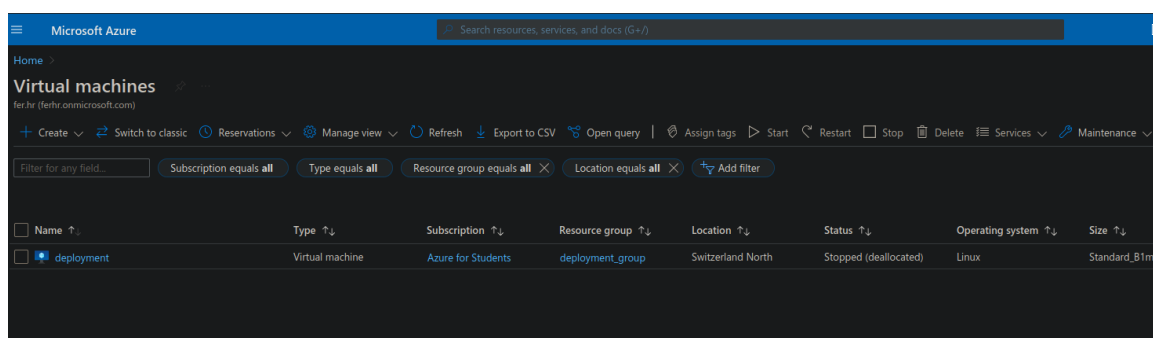 Microsoft Azure
Search resources, services, and docs (G+/)
Home >
Virtual machines
fer.hr (ferhr.onmicrosoft.com)
Create Switch to classic Reservations Manage view Refresh Export to CSV Open query | Assign tags Start Restart Stop Delete Services Maintenance
Filter for any field... Subscription equals all Type equals all Resource group equals all Location equals all Add filter
Name Type Subscription Resource group Location Status Operating system Size
deployment Virtual machine Azure for Students deployment_group Switzerland North Stopped (deallocated) Linux Standard_B1m